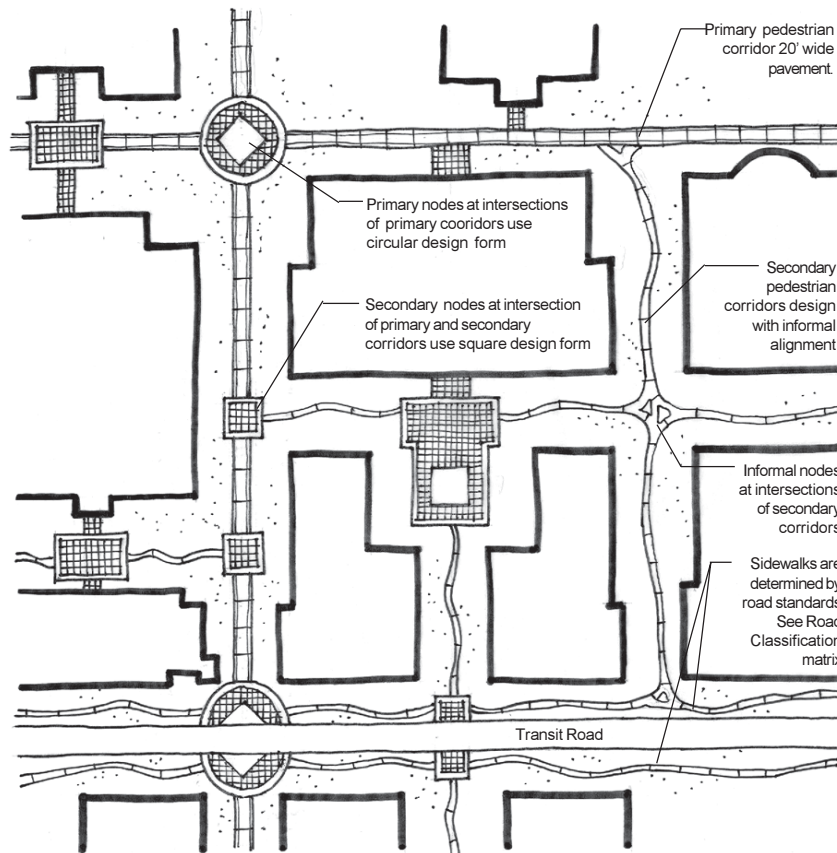 Primary pedestrian
corridor 20' wide
pavement.
Primary nodes at intersections
of primary cooridors use
circular design form
Secondary
pedestrian
corridors design
with informal
alignment
Secondary nodes at intersection
of primary and secondary
corridors use square design form
Informal nodes
at intersections
of secondary
corridors
Sidewalks are
determined by
road standards
See Road
Classification
matrix
Transit Road